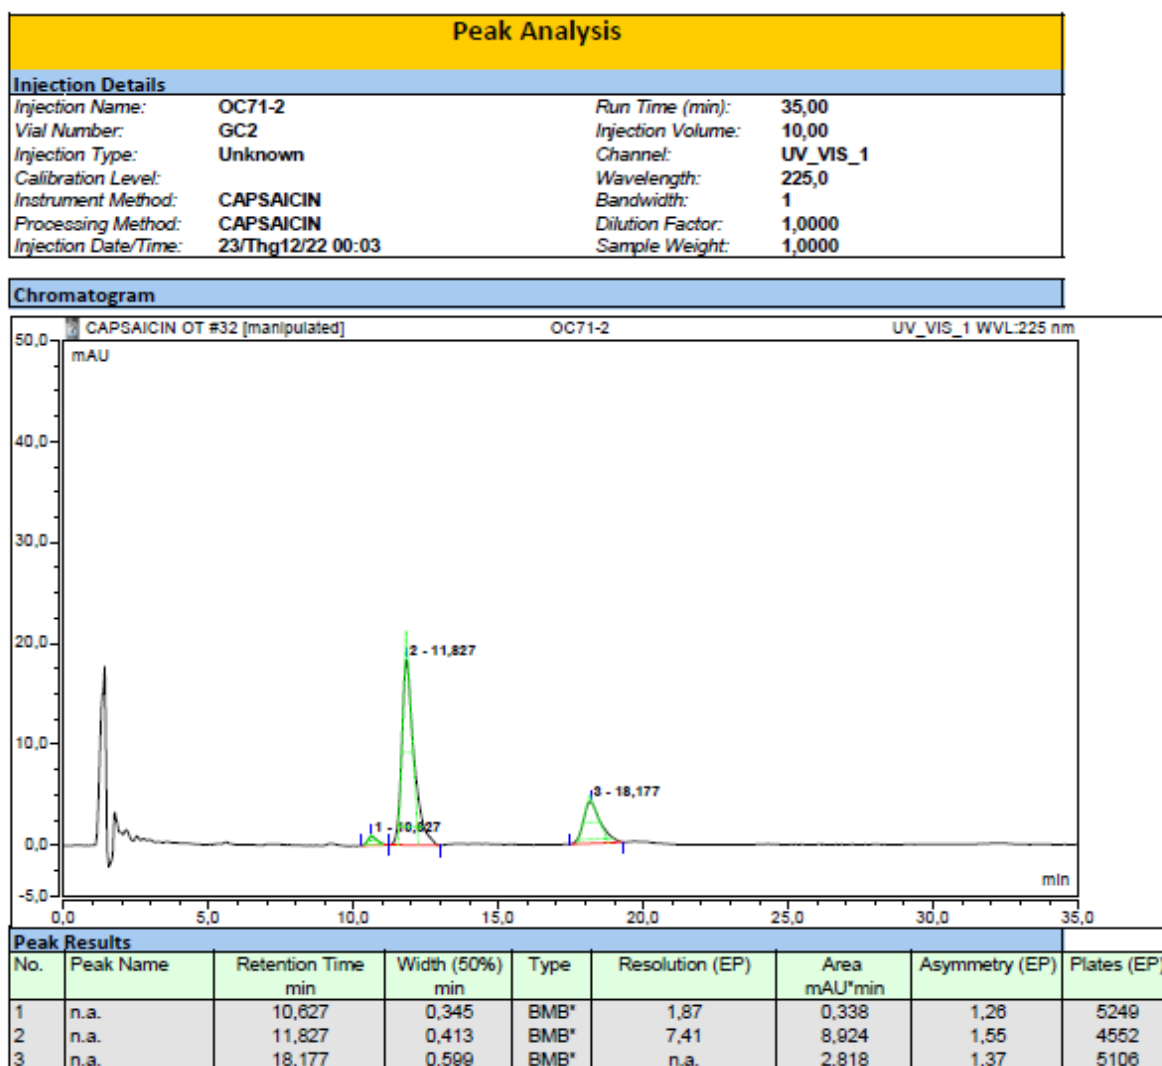 Peak Analysis
Injection Details
Injection Name: OC71-2 Run Time (min): 35,00
Vial Number: GC2 Injection Volume: 10,00
Injection Type: Unknown Channel: UV_VIS_1
Calibration Level: Wavelength: 225,0
Instrument Method: CAPSAICIN Bandwidth: 1
Processing Method: CAPSAICIN Dilution Factor: 1,0000
Injection Date/Time: 23/Thg12/22 00:03 Sample Weight: 1,0000
Chromatogram
CAPSAICIN OT #32 [manipulated] OC71-2 UV_VIS_1 WVL:225 nm
50,0
mAU
40,0
30,0
20,0
2 - 11,827
10,0
3 - 18,177
1 - 10,627
0,0
min
-5,0
0,0 5,0 10,0 15,0 20,0 25,0 30,0 35,0
Peak Results
No. Peak Name Retention Time Width (50%) Type Resolution (EP) Area Asymmetry (EP) Plates (EP)
min min mAU*min
1 n.a. 10,627 0,345 BMB* 1,87 0,338 1,26 5249
2 n.a. 11,827 0,413 BMB* 7,41 8,924 1,55 4552
3 n.a. 18,177 0,599 BMB* n.a. 2,818 1,37 5106